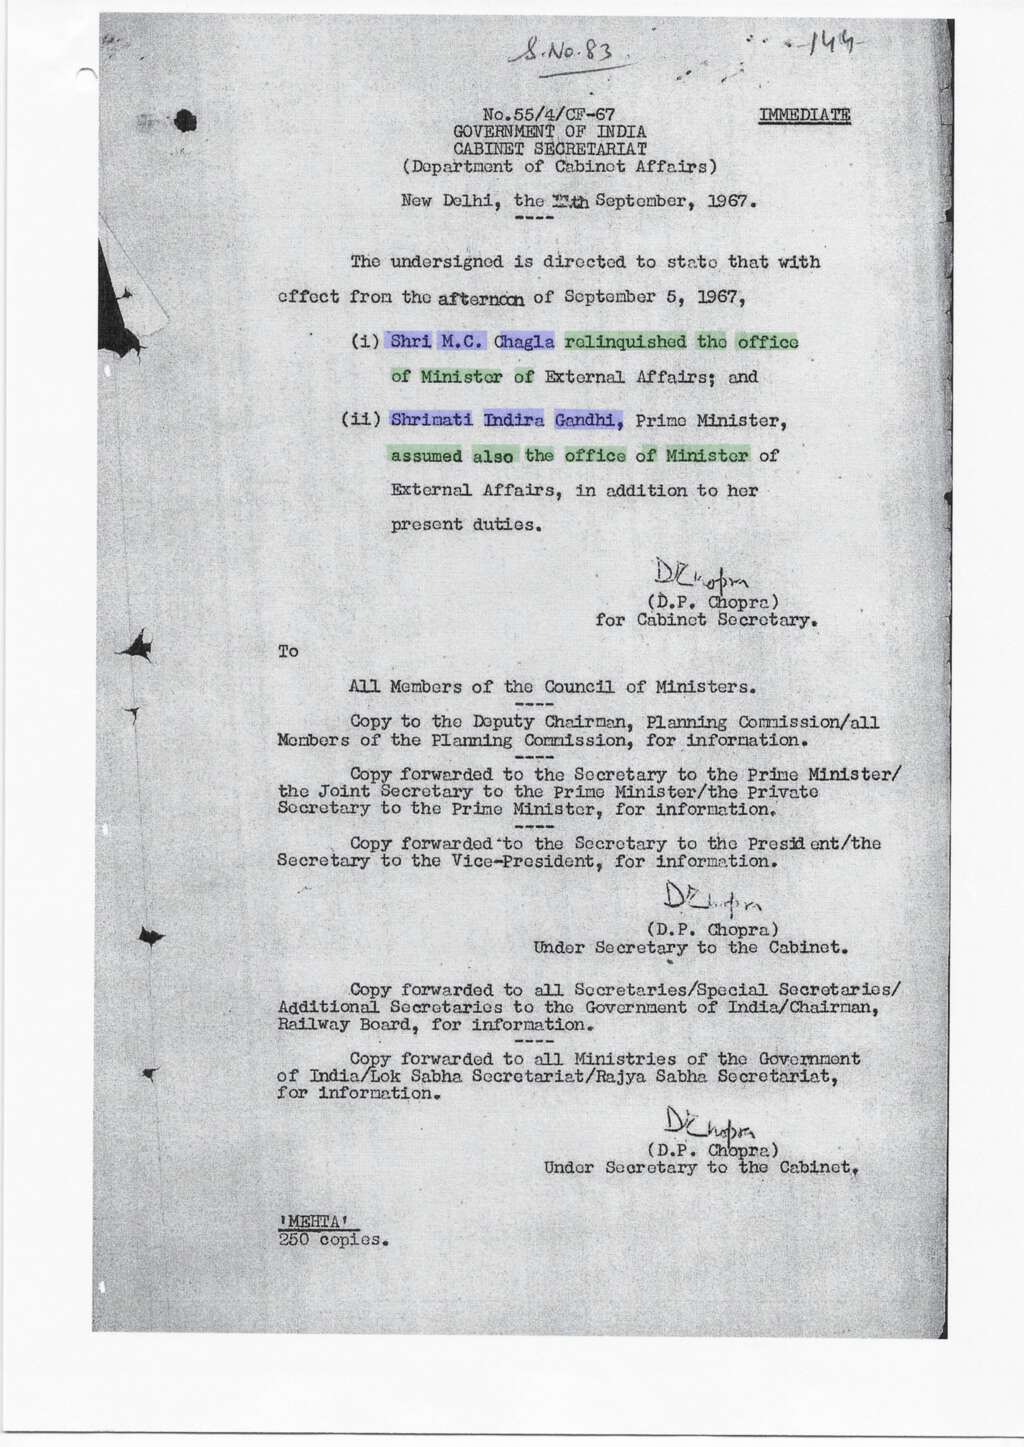 S.No.83
144
No.55/4/CF-67
IMMEDIATE
GOVERNMENT OF INDIA
CABINET SECRETARIAT
(Department of Cabinet Affairs)
New Delhi, the September, 1967.
----
The undersigned is directed to state that with
effect from the afternoon of September 5, 1967,
(i) Shri M.C. Chagla relinquished the office
of Minister of External Affairs; and
(ii) Shrimati Indira Gandhi, Prime Minister,
assumed also the office of Minister of
External Affairs, in addition to her
present duties.
DPChopra
(D.P. Chopra)
for Cabinet Secretary.
To
All Members of the Council of Ministers.
----
Copy to the Deputy Chairman, Planning Commission/all
Members of the Planning Commission, for information.
----
Copy forwarded to the Secretary to the Prime Minister/
the Joint Secretary to the Prime Minister/the Private
Secretary to the Prime Minister, for information.
----
Copy forwarded to the Secretary to the President/the
Secretary to the Vice-President, for information.
DPChopra
(D.P. Chopra)
Under Secretary to the Cabinet.
Copy forwarded to all Secretaries/Special Secretaries/
Additional Secretaries to the Government of India/Chairman,
Railway Board, for information.
----
Copy forwarded to all Ministries of the Government
of India/Lok Sabha Secretariat/Rajya Sabha Secretariat,
for information.
DPChopra
(D.P. Chopra)
Under Secretary to the Cabinet.
'MEHTA'
250 copies.